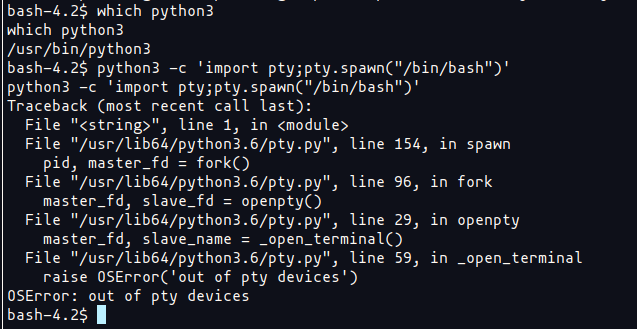 bash-4.2$ which python3
which python3
/usr/bin/python3
bash-4.2$ python3 -c 'import pty;pty.spawn("/bin/bash")'
python3 -c 'import pty;pty.spawn("/bin/bash")'
Traceback (most recent call last):
  File "<string>", line 1, in <module>
  File "/usr/lib64/python3.6/pty.py", line 154, in spawn
    pid, master_fd = fork()
  File "/usr/lib64/python3.6/pty.py", line 96, in fork
    master_fd, slave_fd = openpty()
  File "/usr/lib64/python3.6/pty.py", line 29, in openpty
    master_fd, slave_name = _open_terminal()
  File "/usr/lib64/python3.6/pty.py", line 59, in _open_terminal
    raise OSError('out of pty devices')
OSError: out of pty devices
bash-4.2$